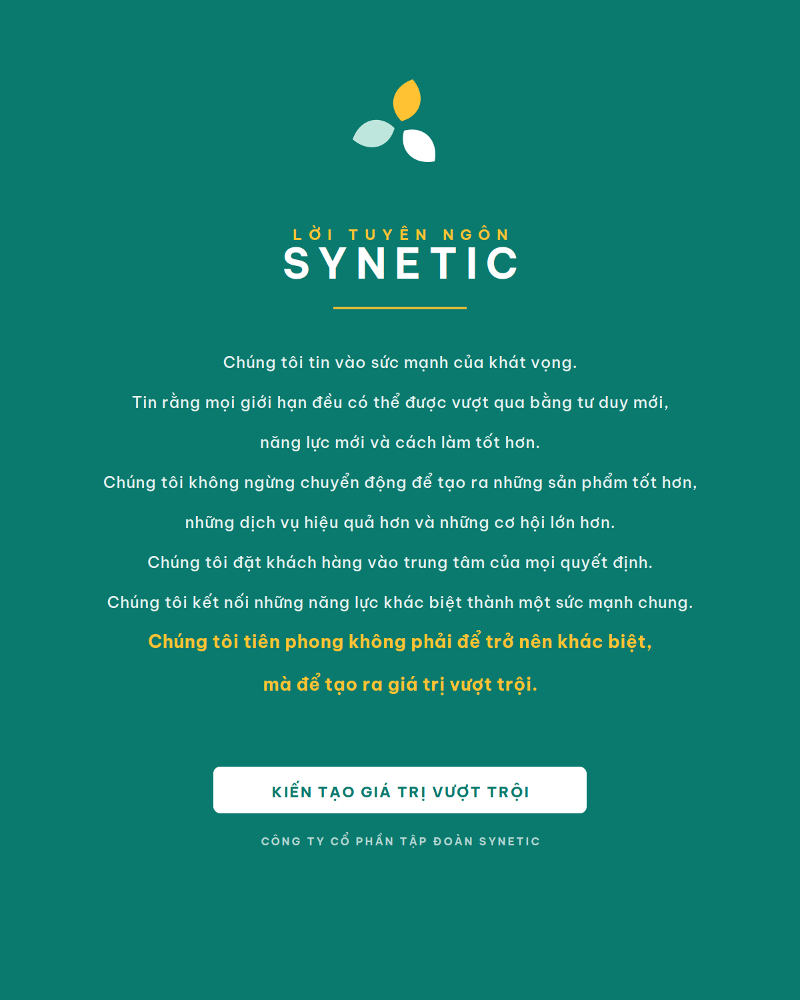 LỜI TUYÊN NGÔN
SYNETIC
Chúng tôi tin vào sức mạnh của khát vọng.
Tin rằng mọi giới hạn đều có thể được vượt qua bằng tư duy mới,
năng lực mới và cách làm tốt hơn.
Chúng tôi không ngừng chuyển động để tạo ra những sản phẩm tốt hơn,
những dịch vụ hiệu quả hơn và những cơ hội lớn hơn.
Chúng tôi đặt khách hàng vào trung tâm của mọi quyết định.
Chúng tôi kết nối những năng lực khác biệt thành một sức mạnh chung.
Chúng tôi tiên phong không phải để trở nên khác biệt,
mà để tạo ra giá trị vượt trội.
KIẾN TẠO GIÁ TRỊ VƯỢT TRỘI
CÔNG TY CỔ PHẦN TẬP ĐOÀN SYNETIC